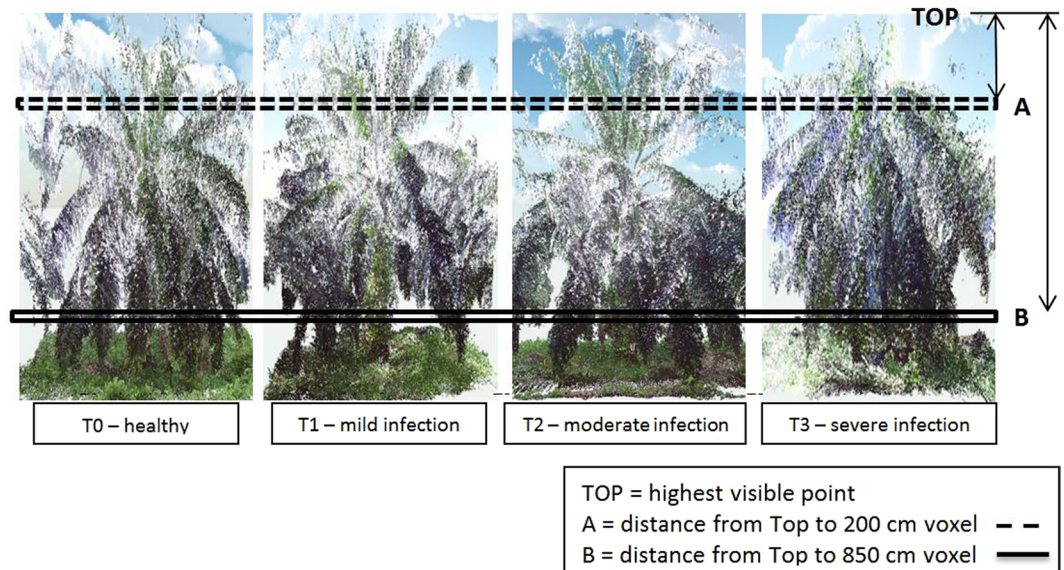 TOP
A
B
T0 – healthy
T1 – mild infection
T2 – moderate infection
T3 – severe infection
TOP = highest visible point
A = distance from Top to 200 cm voxel
B = distance from Top to 850 cm voxel